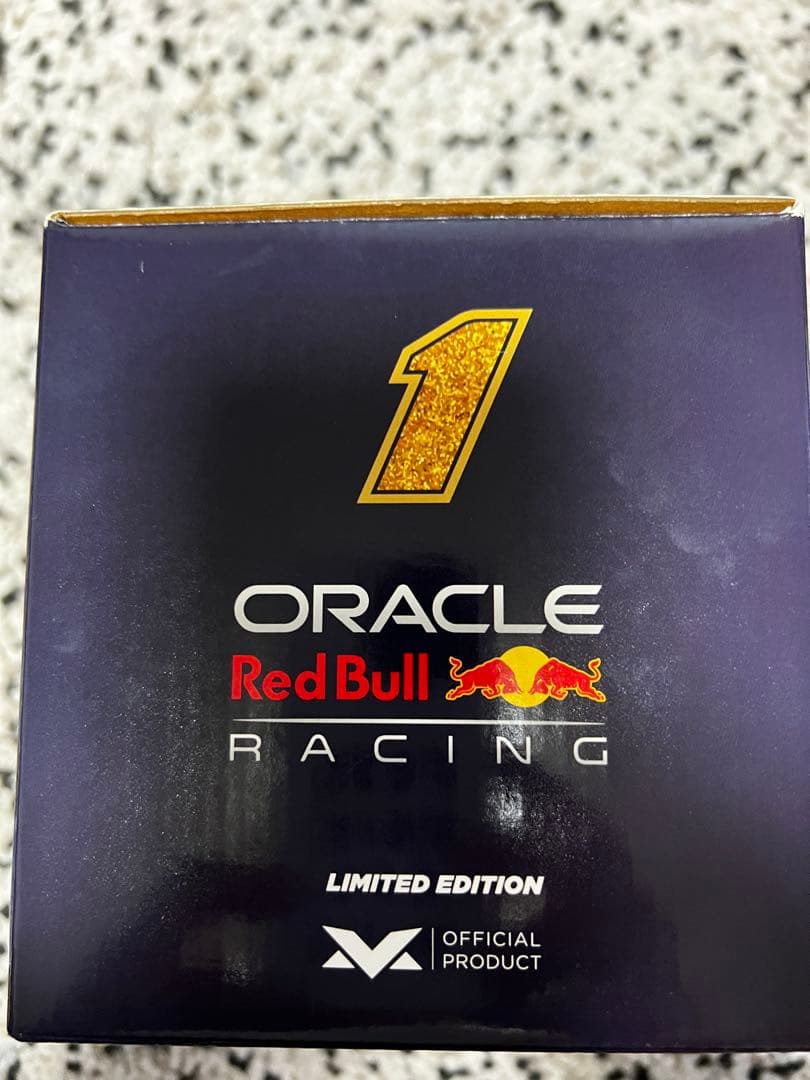 1
ORACLE
Red Bull
RACING
LIMITED EDITION
OFFICIAL
PRODUCT